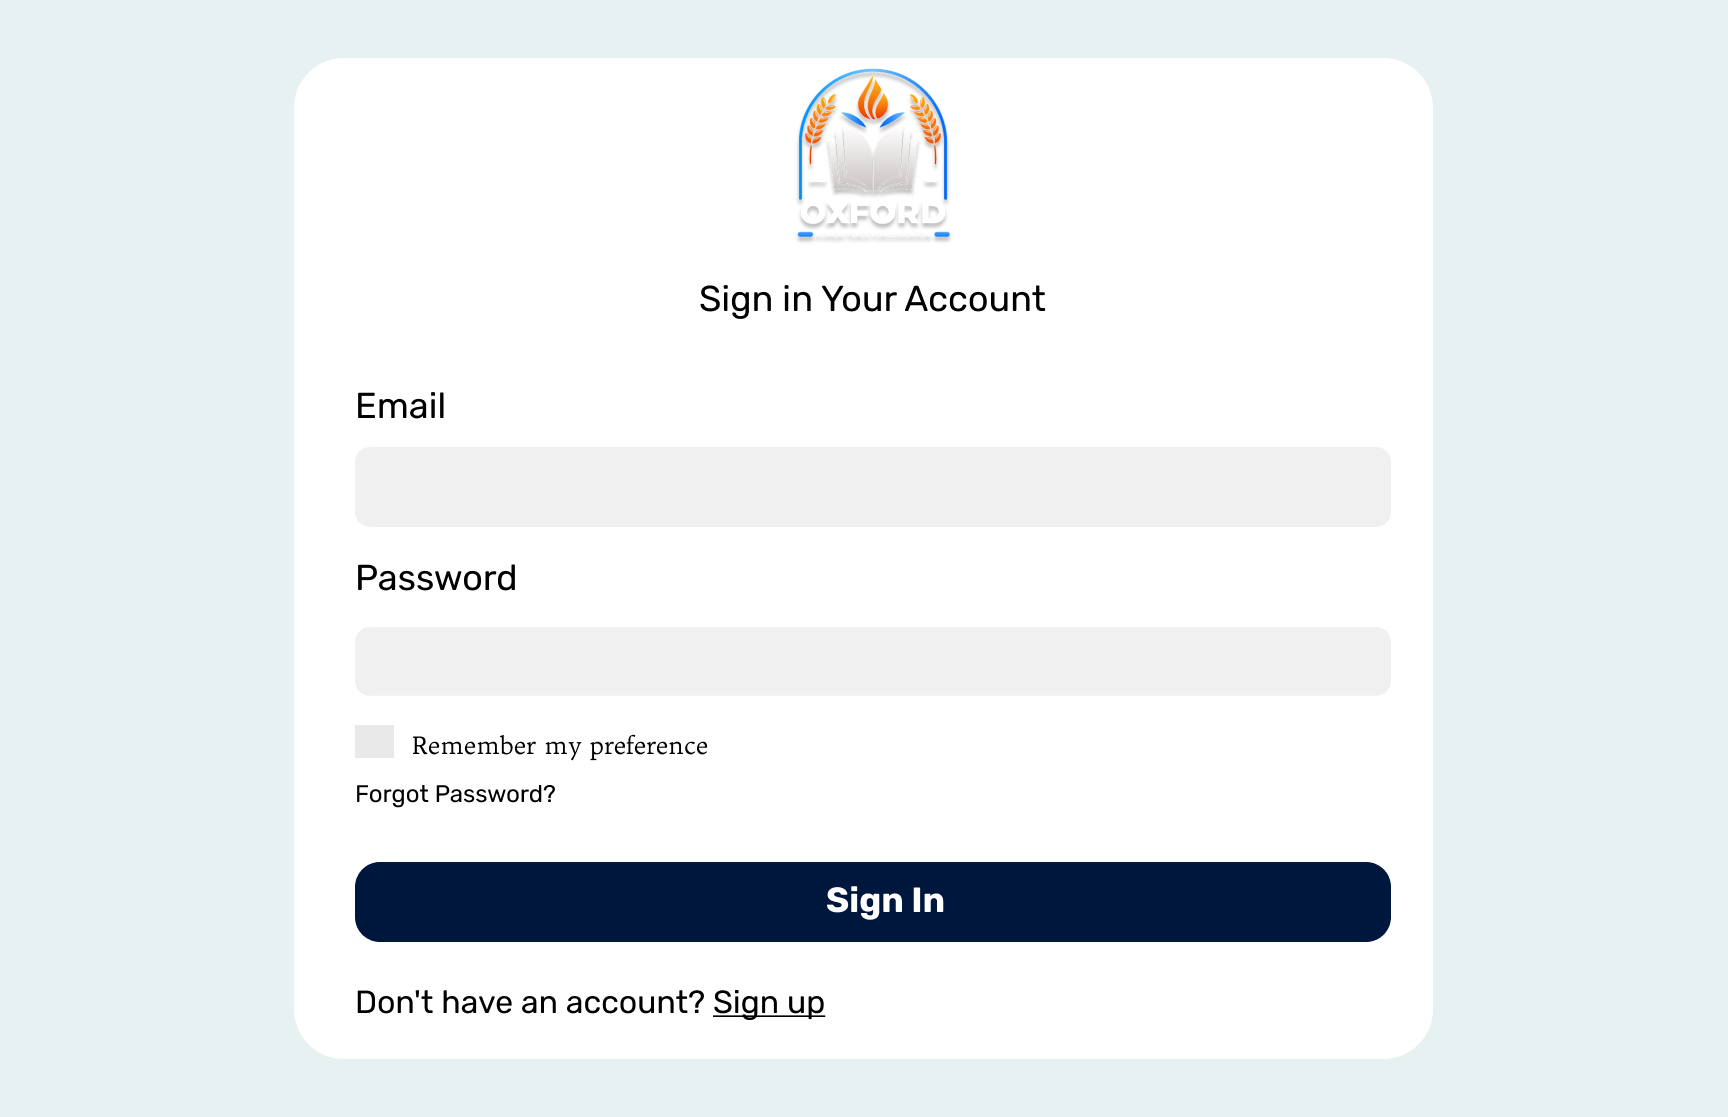 OXFORD
Sign in Your Account
Email
Password
Remember my preference
Forgot Password?
Sign In
Don't have an account? Sign up